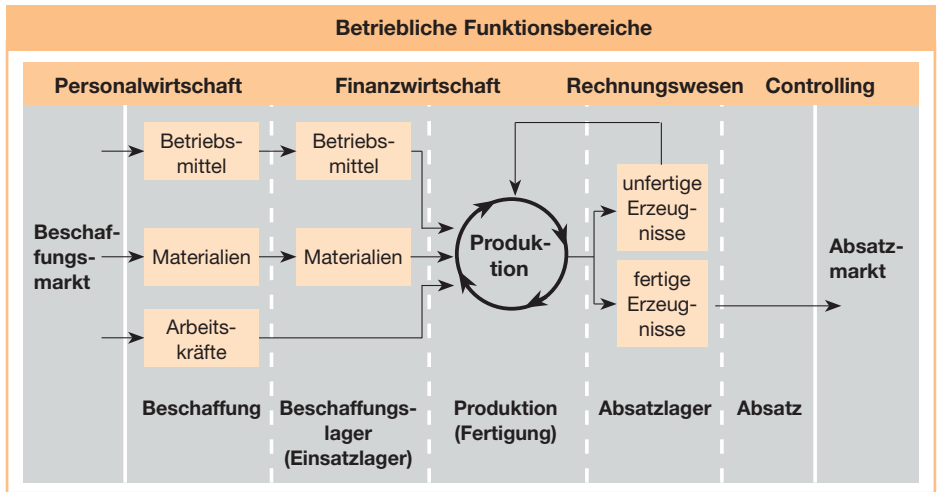 Betriebliche Funktionsbereiche
Personalwirtschaft Finanzwirtschaft Rechnungswesen Controlling
Beschaf-
fungs-
markt
Betriebs-
mittel
Materialien
Arbeits-
kräfte
Betriebs-
mittel
Materialien
Produk-
tion
unfertige
Erzeug-
nisse
fertige
Erzeug-
nisse
Absatz-
markt
Beschaffung
Beschaffungs-
lager
(Einsatzlager)
Produktion
(Fertigung)
Absatzlager
Absatz